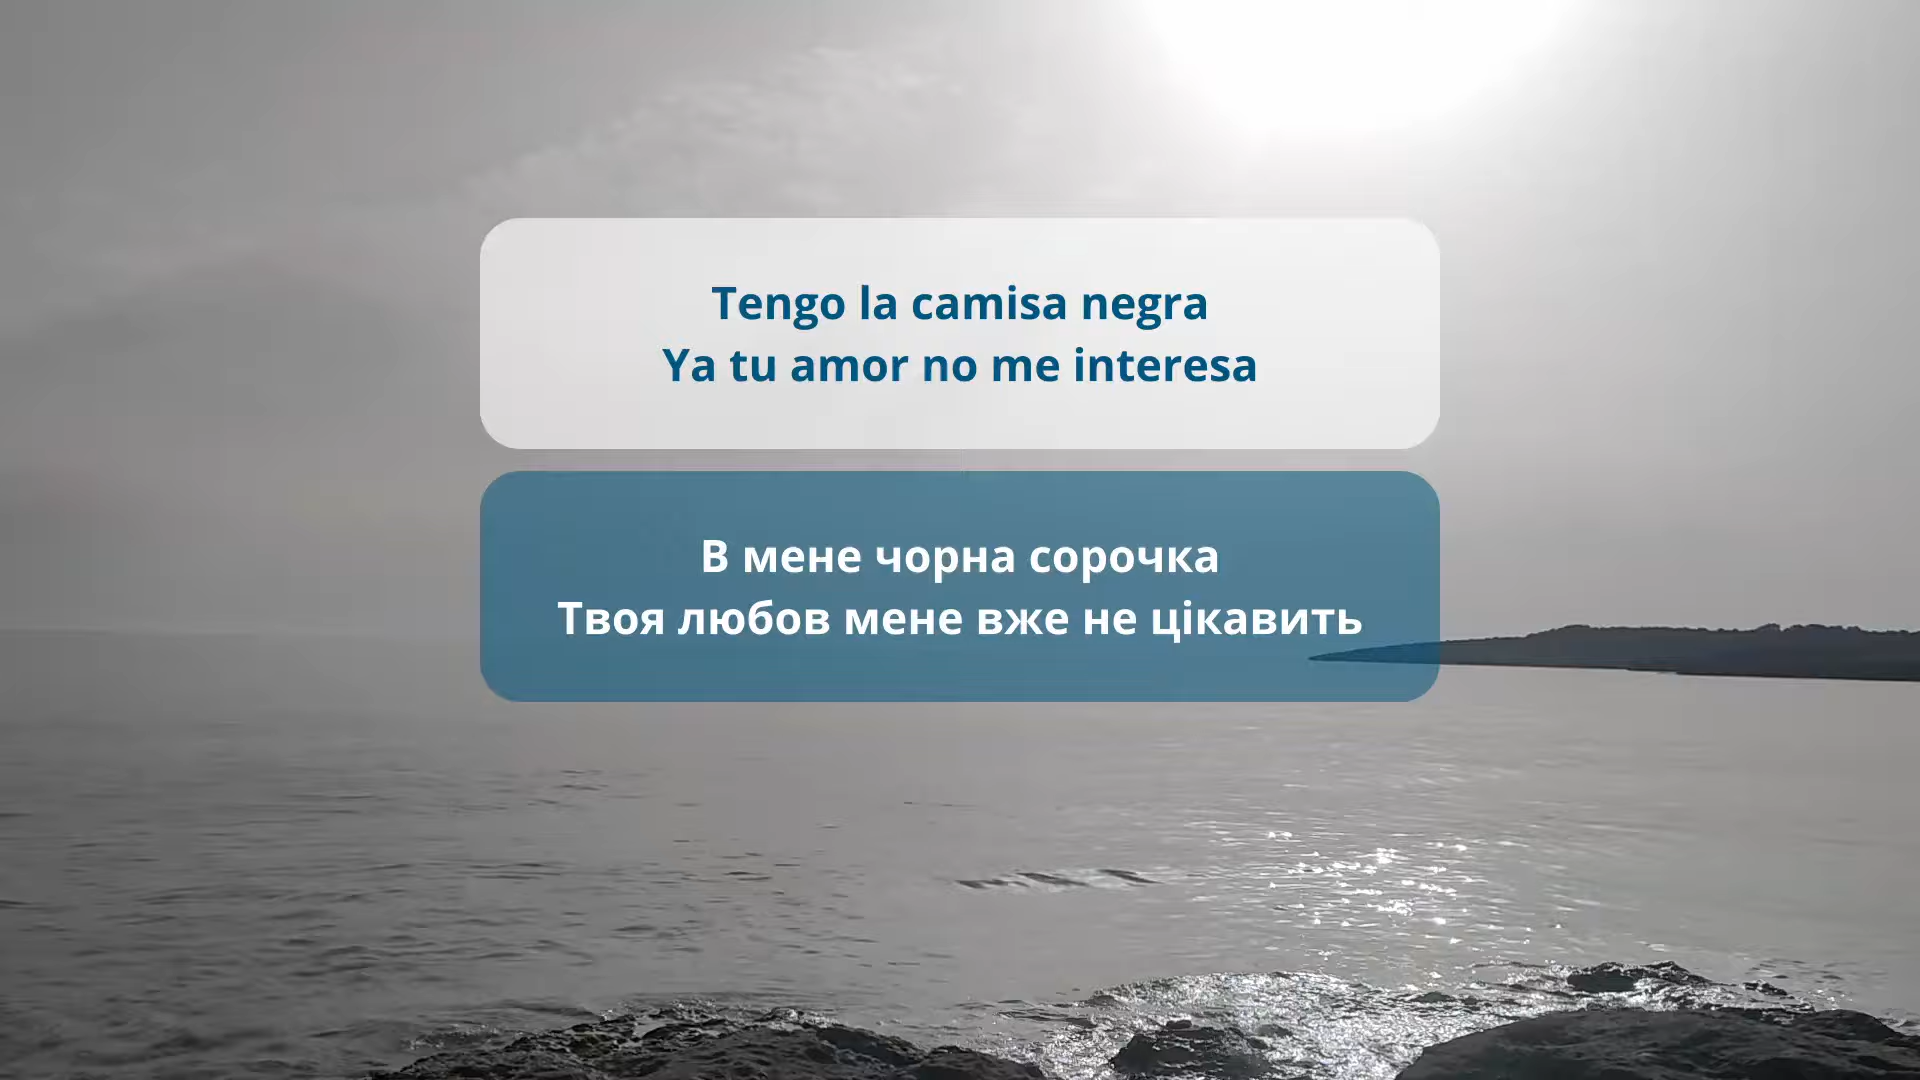 Tengo la camisa negra
Ya tu amor no me interesa
В мене чорна сорочка
Твоя любов мене вже не цікавить